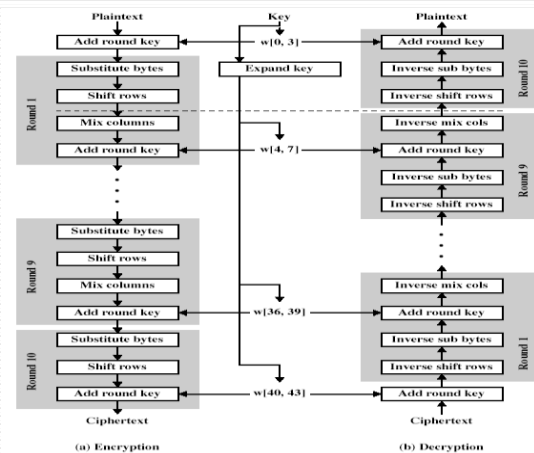 Plaintext
Add round key
Substitute bytes
Shift rows
Mix columns
Add round key
Round 1
Substitute bytes
Shift rows
Mix columns
Add round key
Round 9
Substitute bytes
Shift rows
Add round key
Round 10
Ciphertext
(a) Encryption
Key
w[0, 3]
Expand key
w[4, 7]
w[36, 39]
w[40, 43]
Plaintext
Add round key
Inverse sub bytes
Inverse shift rows
Round 10
Inverse mix cols
Add round key
Inverse sub bytes
Inverse shift rows
Round 9
Inverse mix cols
Add round key
Inverse sub bytes
Inverse shift rows
Round 1
Add round key
Ciphertext
(b) Decryption